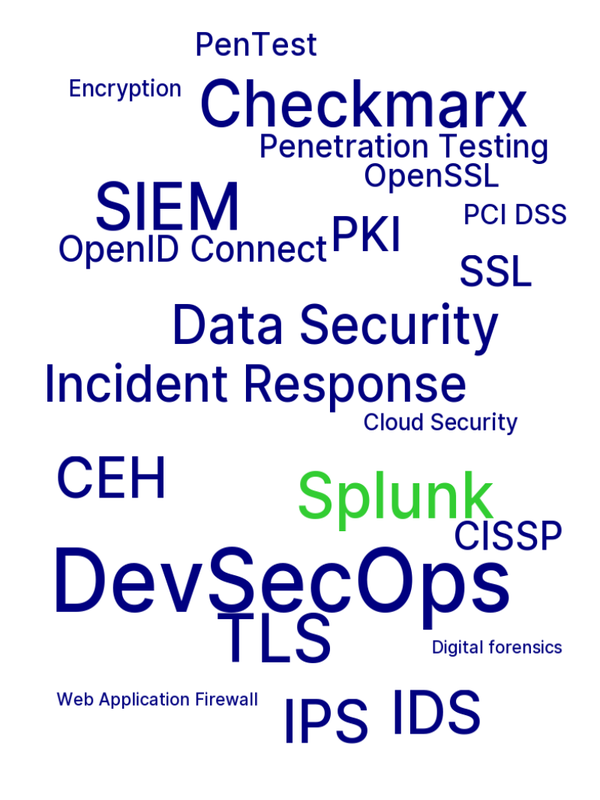 PenTest
Encryption
Checkmarx
Penetration Testing
OpenSSL
SIEM
PCI DSS
PKI
OpenID Connect
SSL
Data Security
Incident Response
Cloud Security
CEH
Splunk
CISSP
DevSecOps
TLS
Digital forensics
Web Application Firewall
IPS
IDS